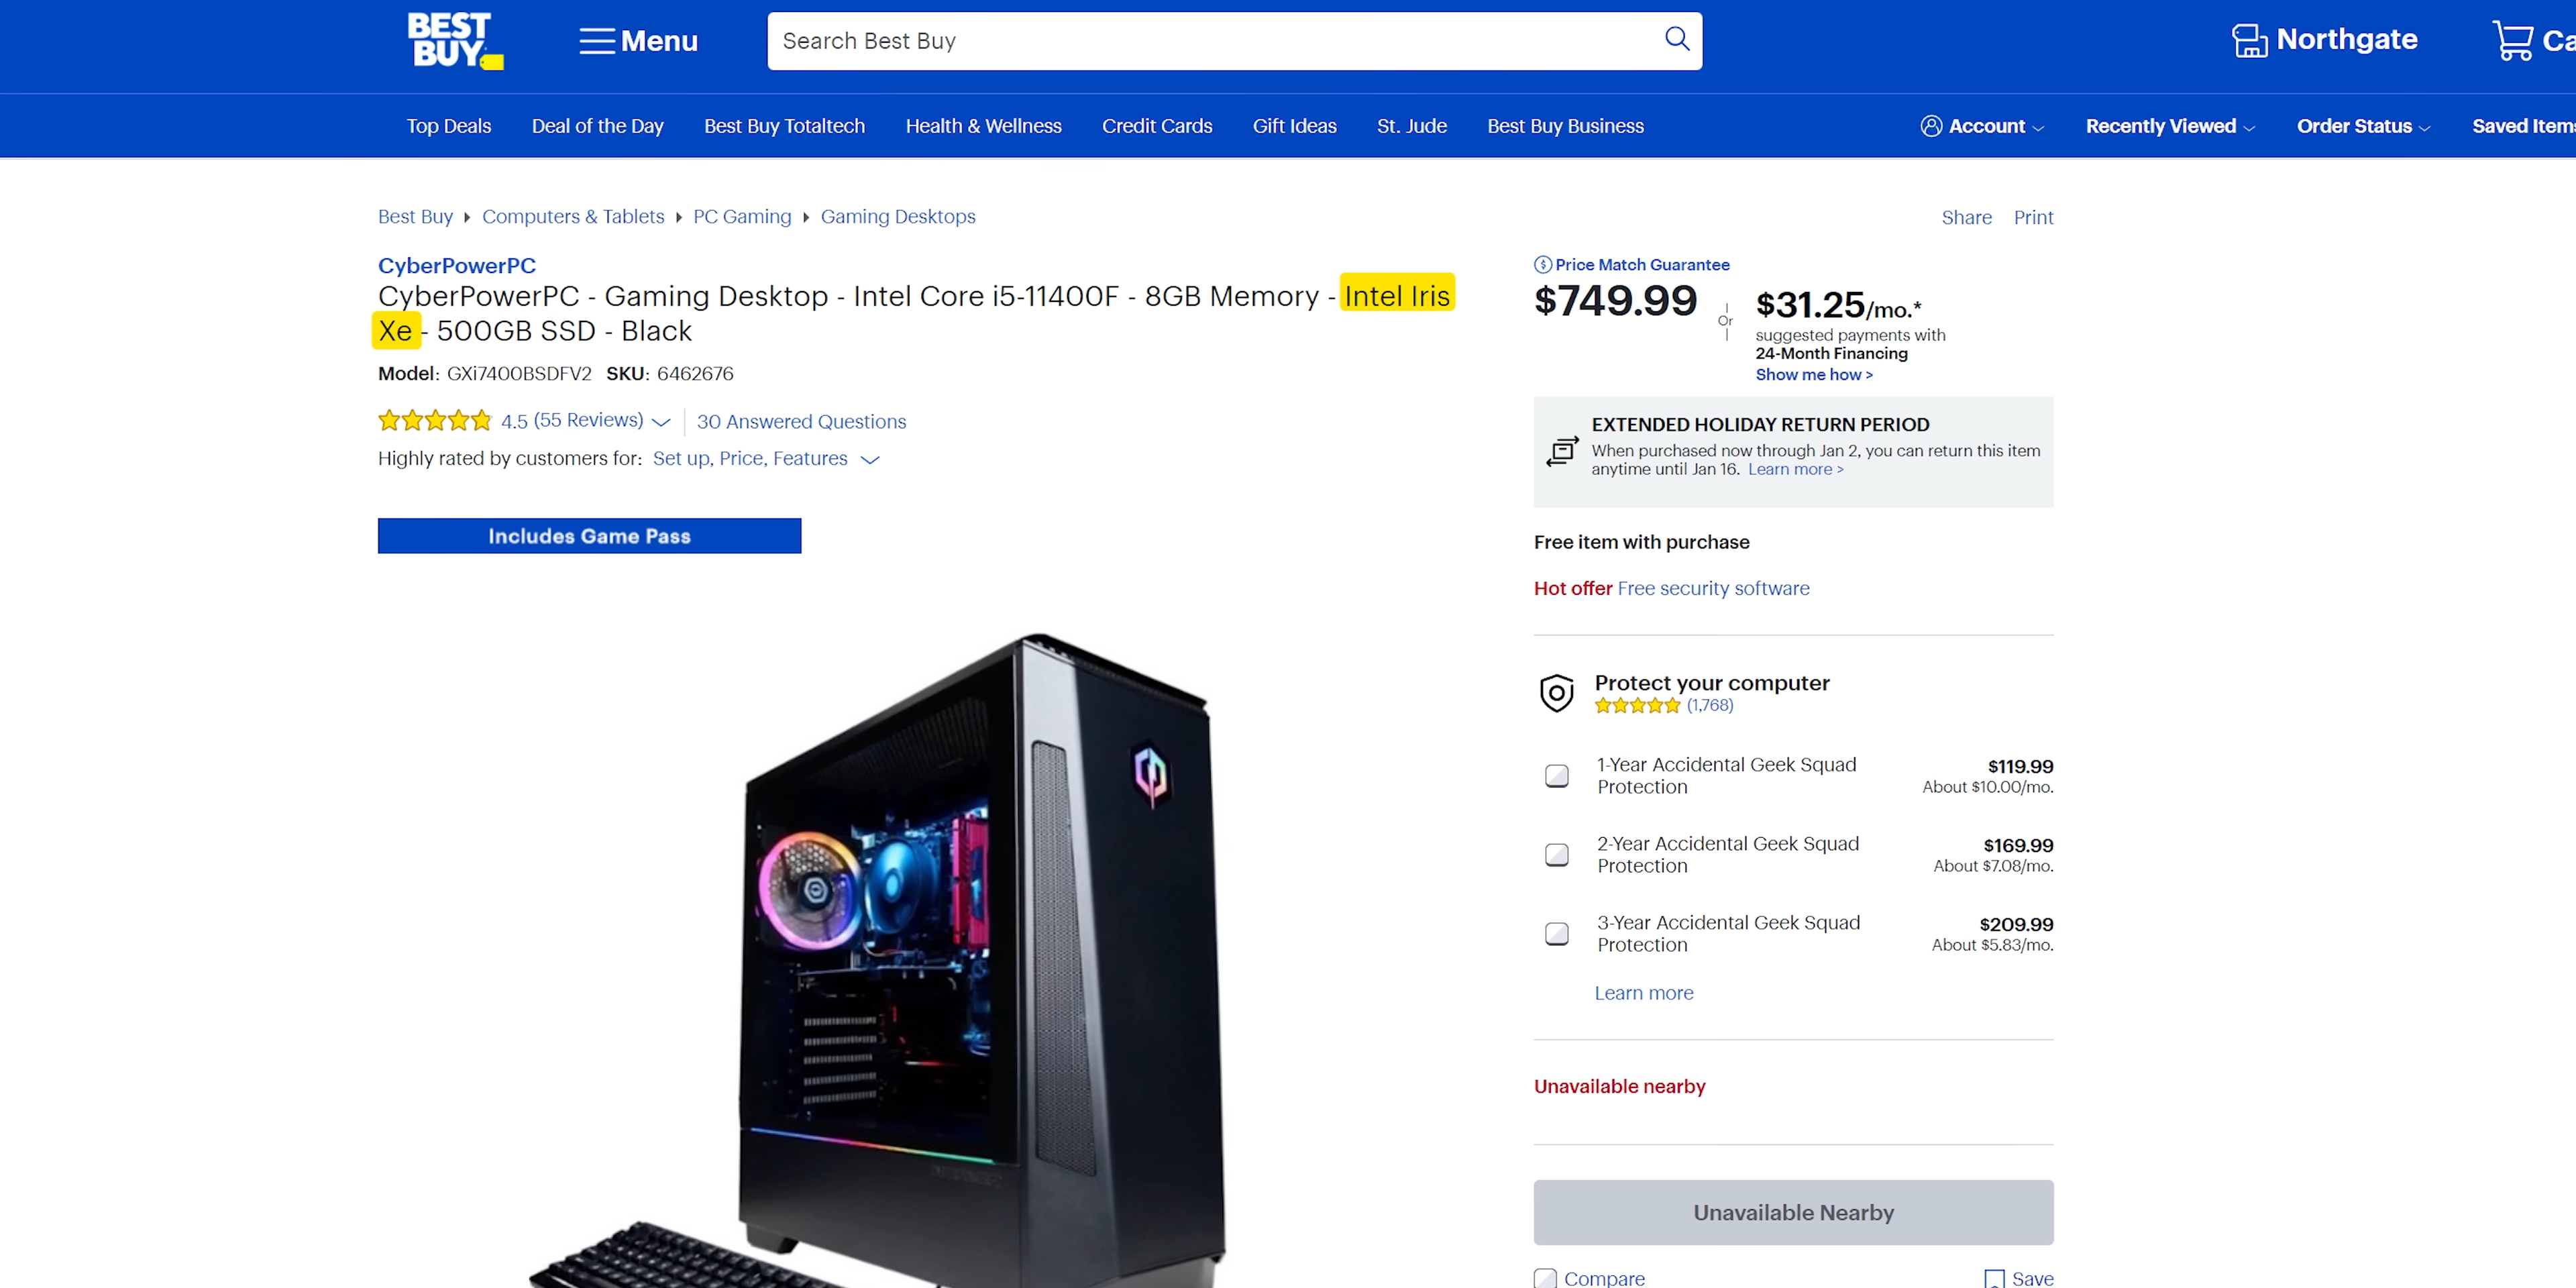 BEST
BUY
Menu
Search Best Buy
Northgate
Ca
Top Deals
Deal of the Day
Best Buy Totaltech
Health & Wellness
Credit Cards
Gift Ideas
St. Jude
Best Buy Business
Account
Recently Viewed
Order Status
Saved Items
Best Buy
Computers & Tablets
PC Gaming
Gaming Desktops
Share
Print
CyberPowerPC
CyberPowerPC - Gaming Desktop - Intel Core i5-11400F - 8GB Memory - Intel Iris
Xe - 500GB SSD - Black
Model: GXi7400BSDFV2 SKU: 6462676
4.5 (55 Reviews)
30 Answered Questions
Highly rated by customers for: Set up, Price, Features
Includes Game Pass
Price Match Guarantee
$749.99
Or
$31.25/mo.*
suggested payments with
24-Month Financing
Show me how >
EXTENDED HOLIDAY RETURN PERIOD
When purchased now through Jan 2, you can return this item
anytime until Jan 16. Learn more >
Free item with purchase
Hot offer Free security software
Protect your computer
(1,768)
1-Year Accidental Geek Squad
Protection
$119.99
About $10.00/mo.
2-Year Accidental Geek Squad
Protection
$169.99
About $7.08/mo.
3-Year Accidental Geek Squad
Protection
$209.99
About $5.83/mo.
Learn more
Unavailable nearby
Unavailable Nearby
Compare
Save